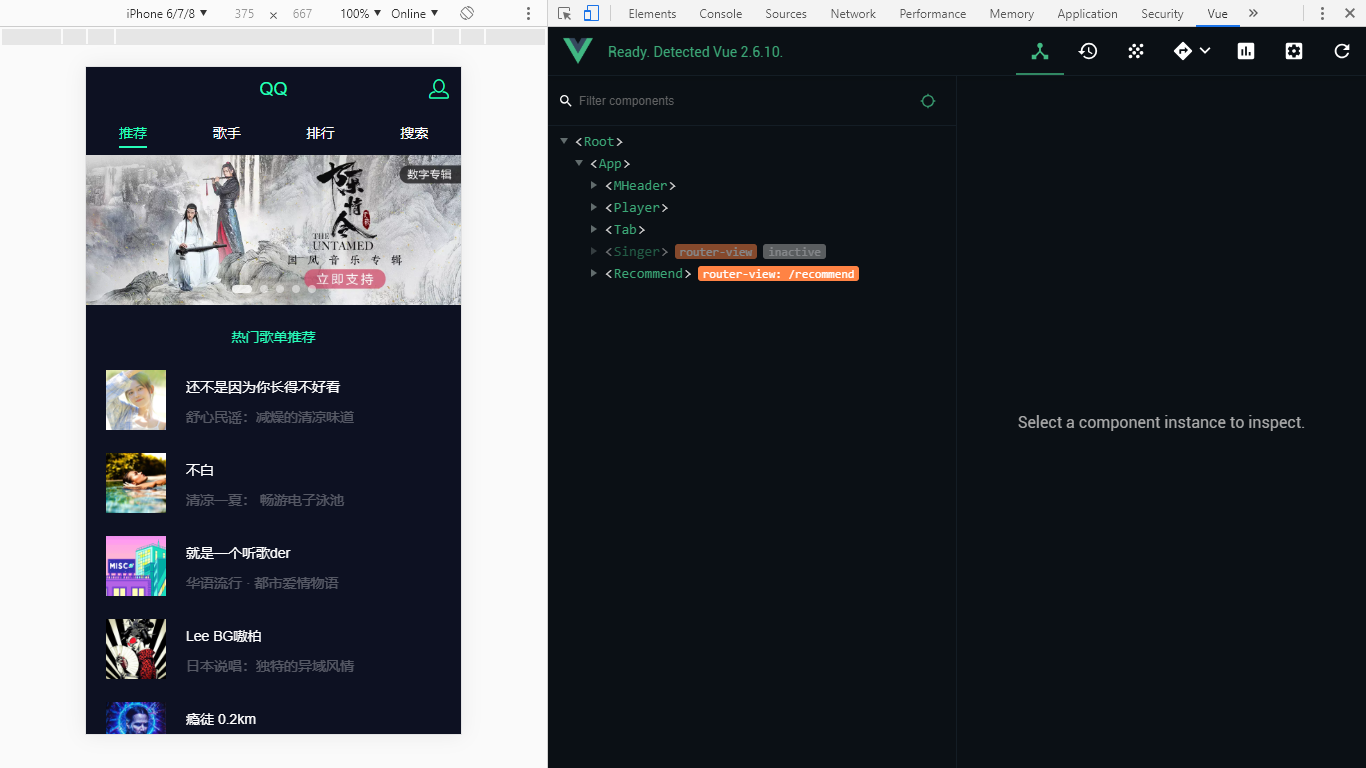 iPhone 6/7/8 375 × 667 100% Online
Elements Console Sources Network Performance Memory Application Security Vue
QQ
推荐 歌手 排行 搜索
数字专辑
陈情令
THE
UNTAMED
国风音乐专辑
立即支持
热门歌单推荐
还不是因为你长得不好看
舒心民谣：减燥的清凉味道
不白
清凉一夏： 畅游电子泳池
MISC
就是一个听歌der
华语流行 · 都市爱情物语
Lee BG嗷柏
日本说唱：独特的异域风情
瘾徒 0.2km
Ready. Detected Vue 2.6.10.
Filter components
<Root>
<App>
<MHeader>
<Player>
<Tab>
<Singer> router-view inactive
<Recommend> router-view: /recommend
Select a component instance to inspect.